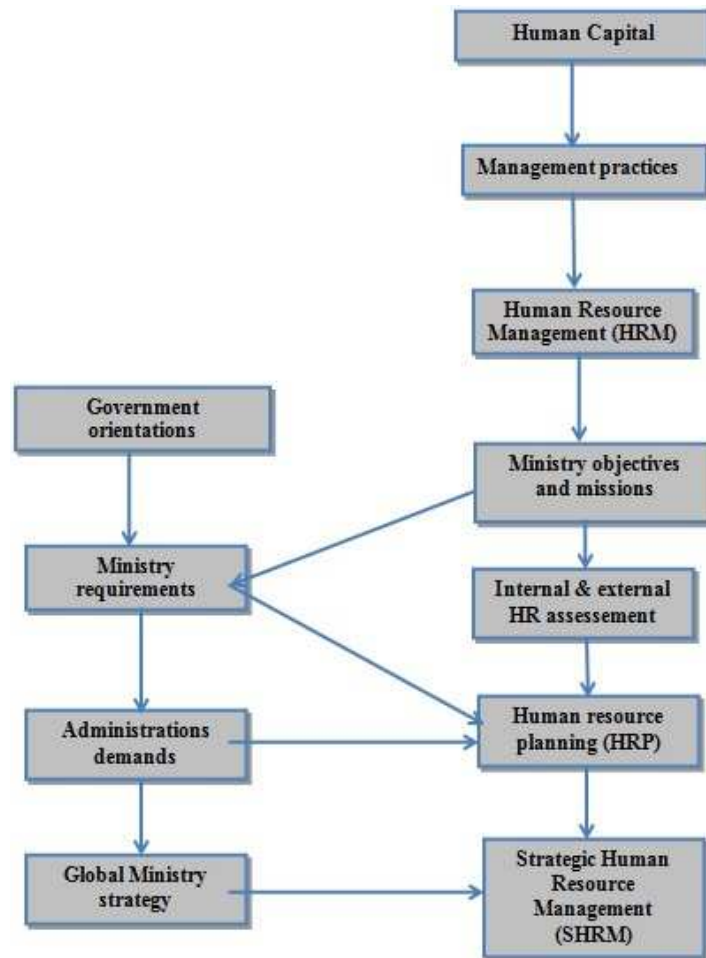 Human Capital
Management practices
Human Resource
Management (HRM)
Government
orientations
Ministry objectives
and missions
Ministry
requirements
Internal & external
HR assessement
Administrations
demands
Human resource
planning (HRP)
Global Ministry
strategy
Strategic Human
Resource
Management
(SHRM)